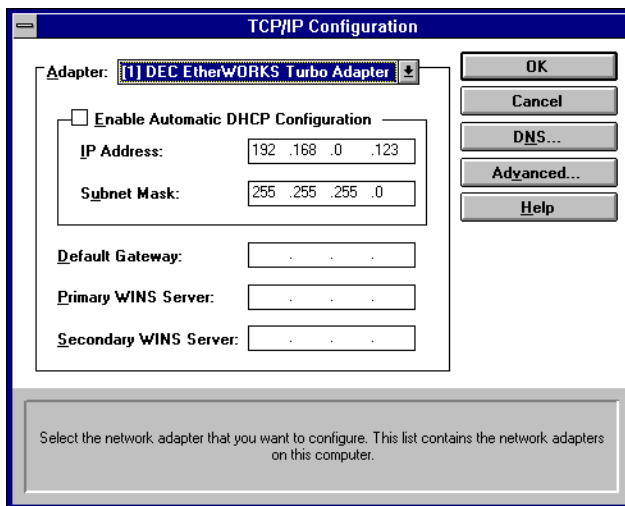 TCP/IP Configuration
Adapter: [1] DEC EtherWORKS Turbo Adapter
OK
Cancel
Enable Automatic DHCP Configuration
DNS...
IP Address: 192 .168 .0 .123
Advanced...
Subnet Mask: 255 .255 .255 .0
Help
Default Gateway: . . .
Primary WINS Server: . . .
Secondary WINS Server: . . .
Select the network adapter that you want to configure. This list contains the network adapters
on this computer.